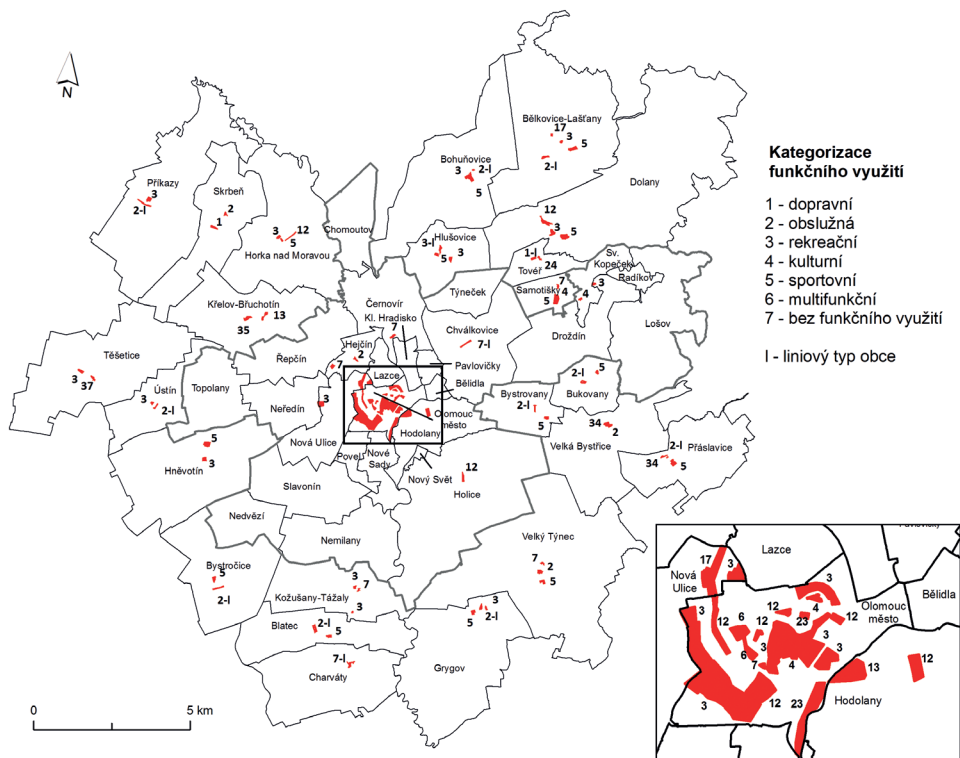 N
Bělkovice-Lašťany
17
3
5
2-l
Bohuňovice
3
2-l
5
Dolany
12
3
5
Kategorizace
funkčního využití
1 - dopravní
2 - obslužná
3 - rekreační
4 - kulturní
5 - sportovní
6 - multifunkční
7 - bez funkčního využití
l - liniový typ obce
Příkazy
3
2-l
Skrbeň
2
1
3
12
5
Horka nad Moravou
Chomoutov
Hlušovice
3-l
5
3
1-l
Tovéř
24
Sv.
Kopeček
Radíkov
3
Samotišky
7
4
5
4
Týneček
Křelov-Břuchotín
13
35
Černovír
Kl. Hradisko
7
Chválkovice
7-l
Droždín
Lošov
Těšetice
3
37
Ústín
3
2-l
Topolany
Řepčín
Hejčín
2
7
Lazce
Pavlovičky
Bělidla
Neředín
3
Olomouc
město
Hodolany
Bystrovany
2-l
5
2-l
5
Bukovany
34
2
Velká Bystřice
Přáslavice
2-l
34
5
Hněvotín
5
3
Nová Ulice
Povel
Nové
Sady
Nový Svět
12
Holice
Slavonín
Nedvězí
Nemilany
Bystročice
5
2-l
Velký Týnec
7
2
5
Kožušany-Tážaly
3
7
3
Blatec
2-l
5
3
5
2-l
Charváty
7-l
Grygov
0
5 km
Lazce
17
3
Nová
Ulice
3
12
6
12
12
3
4
23
12
3
3
6
7
4
3
3
12
23
13
12
Olomouc
město
Bělidla
Hodolany